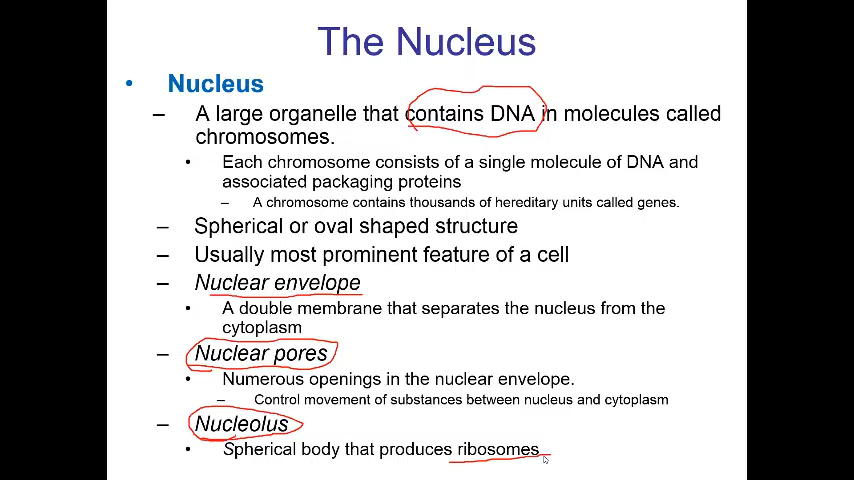 The Nucleus
• Nucleus
– A large organelle that contains DNA in molecules called
chromosomes.
• Each chromosome consists of a single molecule of DNA and
associated packaging proteins
– A chromosome contains thousands of hereditary units called genes.
– Spherical or oval shaped structure
– Usually most prominent feature of a cell
– Nuclear envelope
• A double membrane that separates the nucleus from the
cytoplasm
– Nuclear pores
• Numerous openings in the nuclear envelope.
– Control movement of substances between nucleus and cytoplasm
– Nucleolus
• Spherical body that produces ribosomes